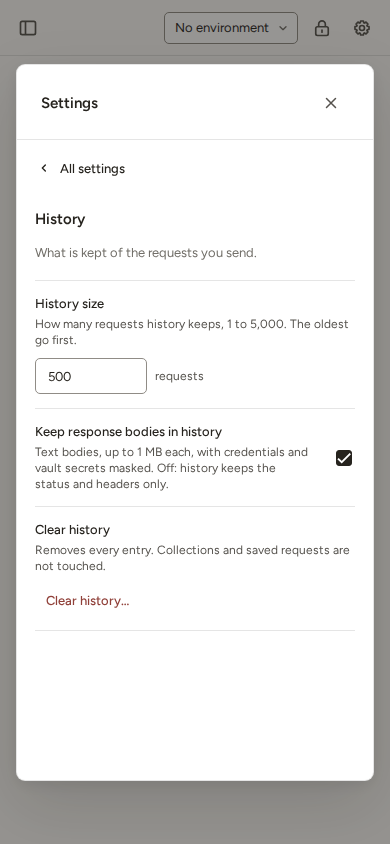 No environment
Settings
All settings
History
What is kept of the requests you send.
History size
How many requests history keeps, 1 to 5,000. The oldest
go first.
500 requests
Keep response bodies in history
Text bodies, up to 1 MB each, with credentials and
vault secrets masked. Off: history keeps the
status and headers only.
Clear history
Removes every entry. Collections and saved requests are
not touched.
Clear history...